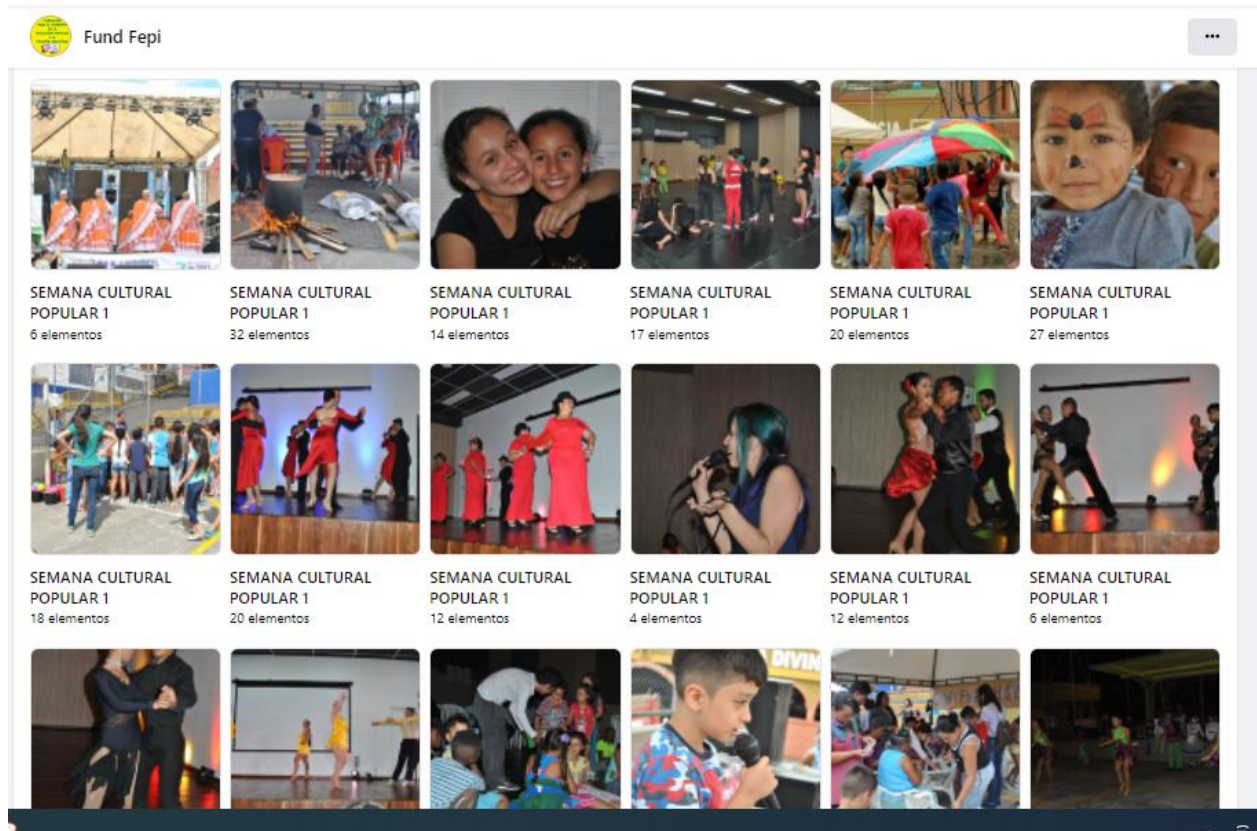 Fund Fepi
SEMANA CULTURAL
POPULAR 1
6 elementos
SEMANA CULTURAL
POPULAR 1
32 elementos
SEMANA CULTURAL
POPULAR 1
14 elementos
SEMANA CULTURAL
POPULAR 1
17 elementos
SEMANA CULTURAL
POPULAR 1
20 elementos
SEMANA CULTURAL
POPULAR 1
27 elementos
SEMANA CULTURAL
POPULAR 1
18 elementos
SEMANA CULTURAL
POPULAR 1
20 elementos
SEMANA CULTURAL
POPULAR 1
12 elementos
SEMANA CULTURAL
POPULAR 1
4 elementos
SEMANA CULTURAL
POPULAR 1
12 elementos
SEMANA CULTURAL
POPULAR 1
6 elementos
DIVIN